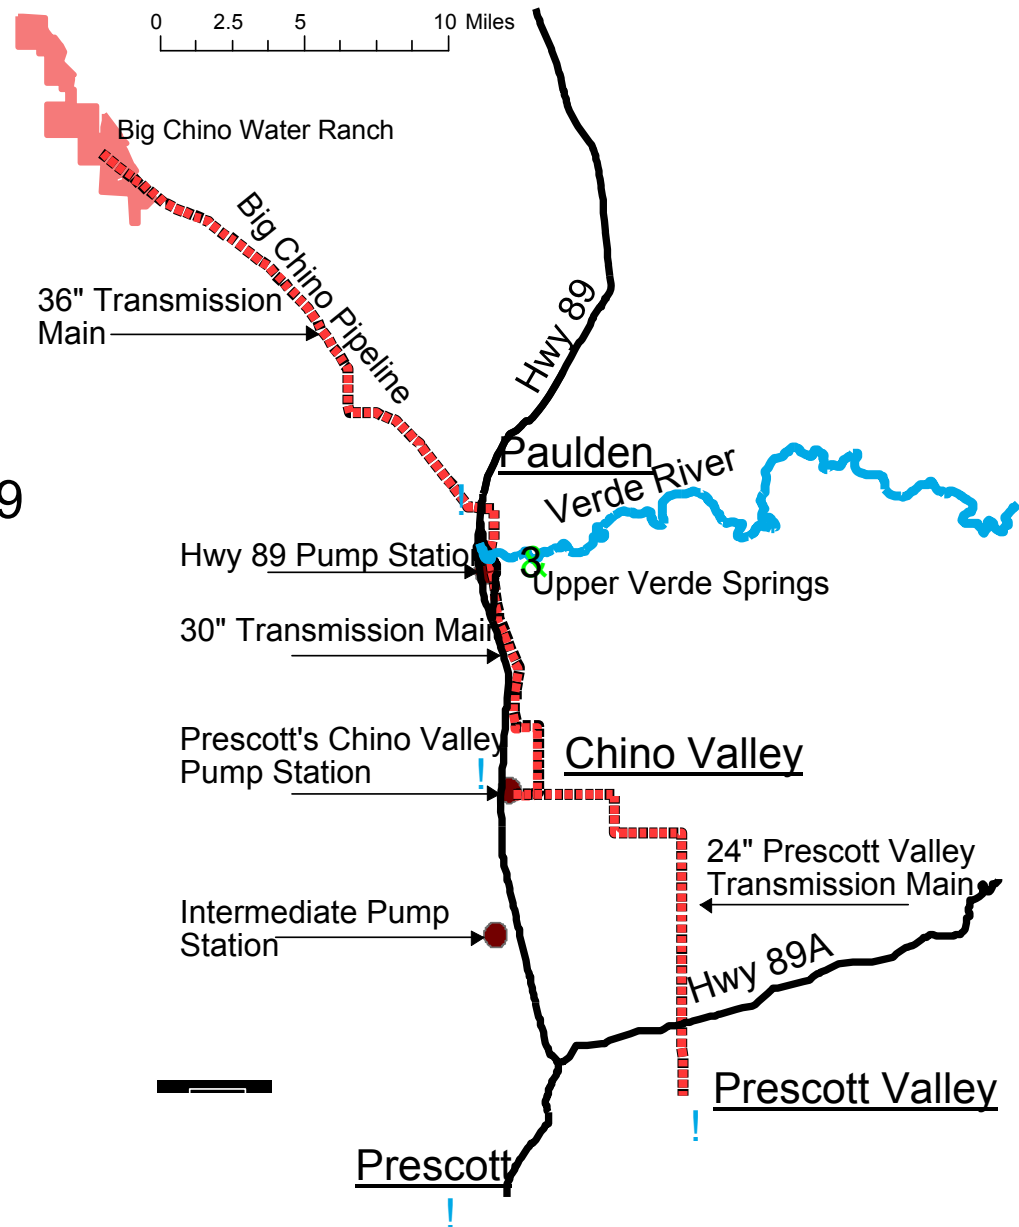 0 2.5 5 10 Miles
Big Chino Water Ranch
Big Chino Pipeline
36" Transmission
Main
Hwy 89
Paulden
Verde River
9
!
Hwy 89 Pump Station
3
&
Upper Verde Springs
30" Transmission Main
Prescott's Chino Valley
Pump Station
!
Chino Valley
24" Prescott Valley
Transmission Main
Intermediate Pump
Station
Hwy 89A
Prescott Valley
!
Prescott
!